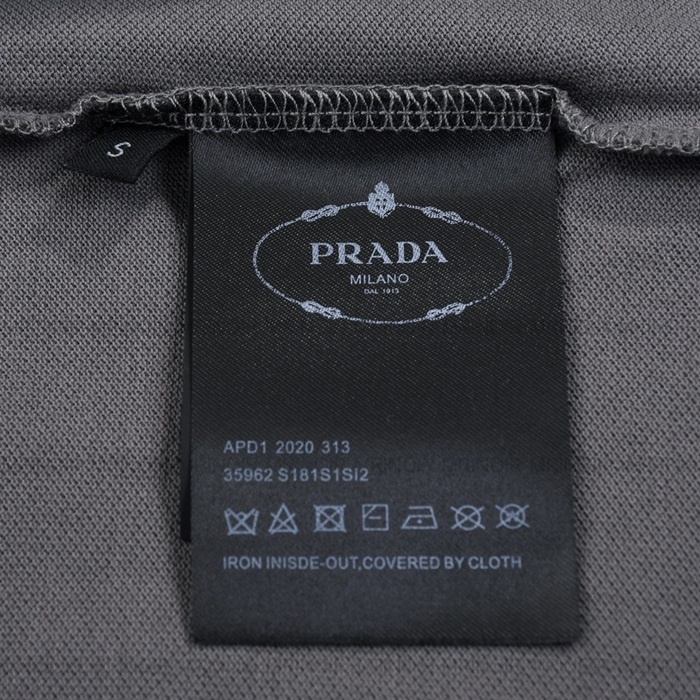 S
PRADA
MILANO
DAL 1913
APD1 2020 313
35962 S181S1SI2
IRON INISDE-OUT,COVERED BY CLOTH